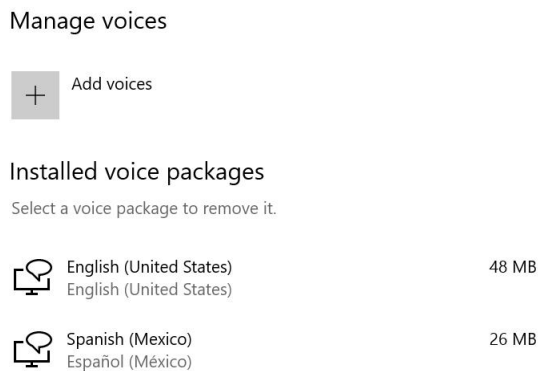 Manage voices
Add voices
Installed voice packages
Select a voice package to remove it.
English (United States) 48 MB
English (United States)
Spanish (Mexico) 26 MB
Español (México)